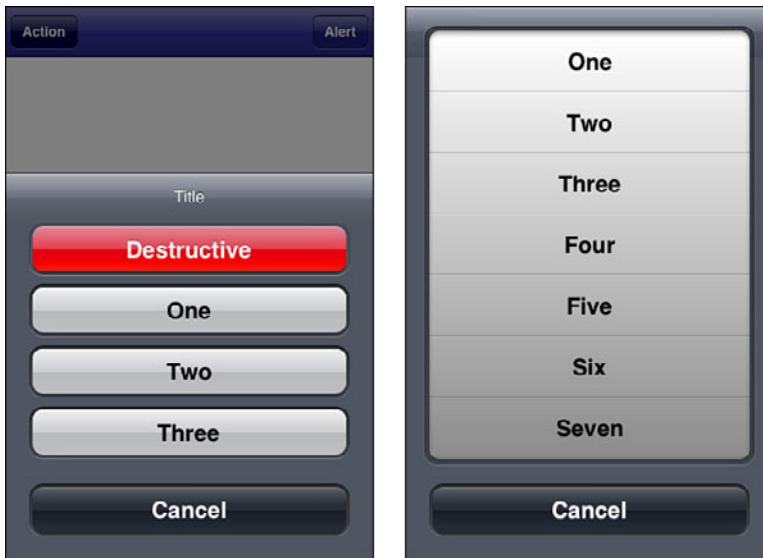 Action
Alert
Title
Destructive
One
Two
Three
Cancel
One
Two
Three
Four
Five
Six
Seven
Cancel